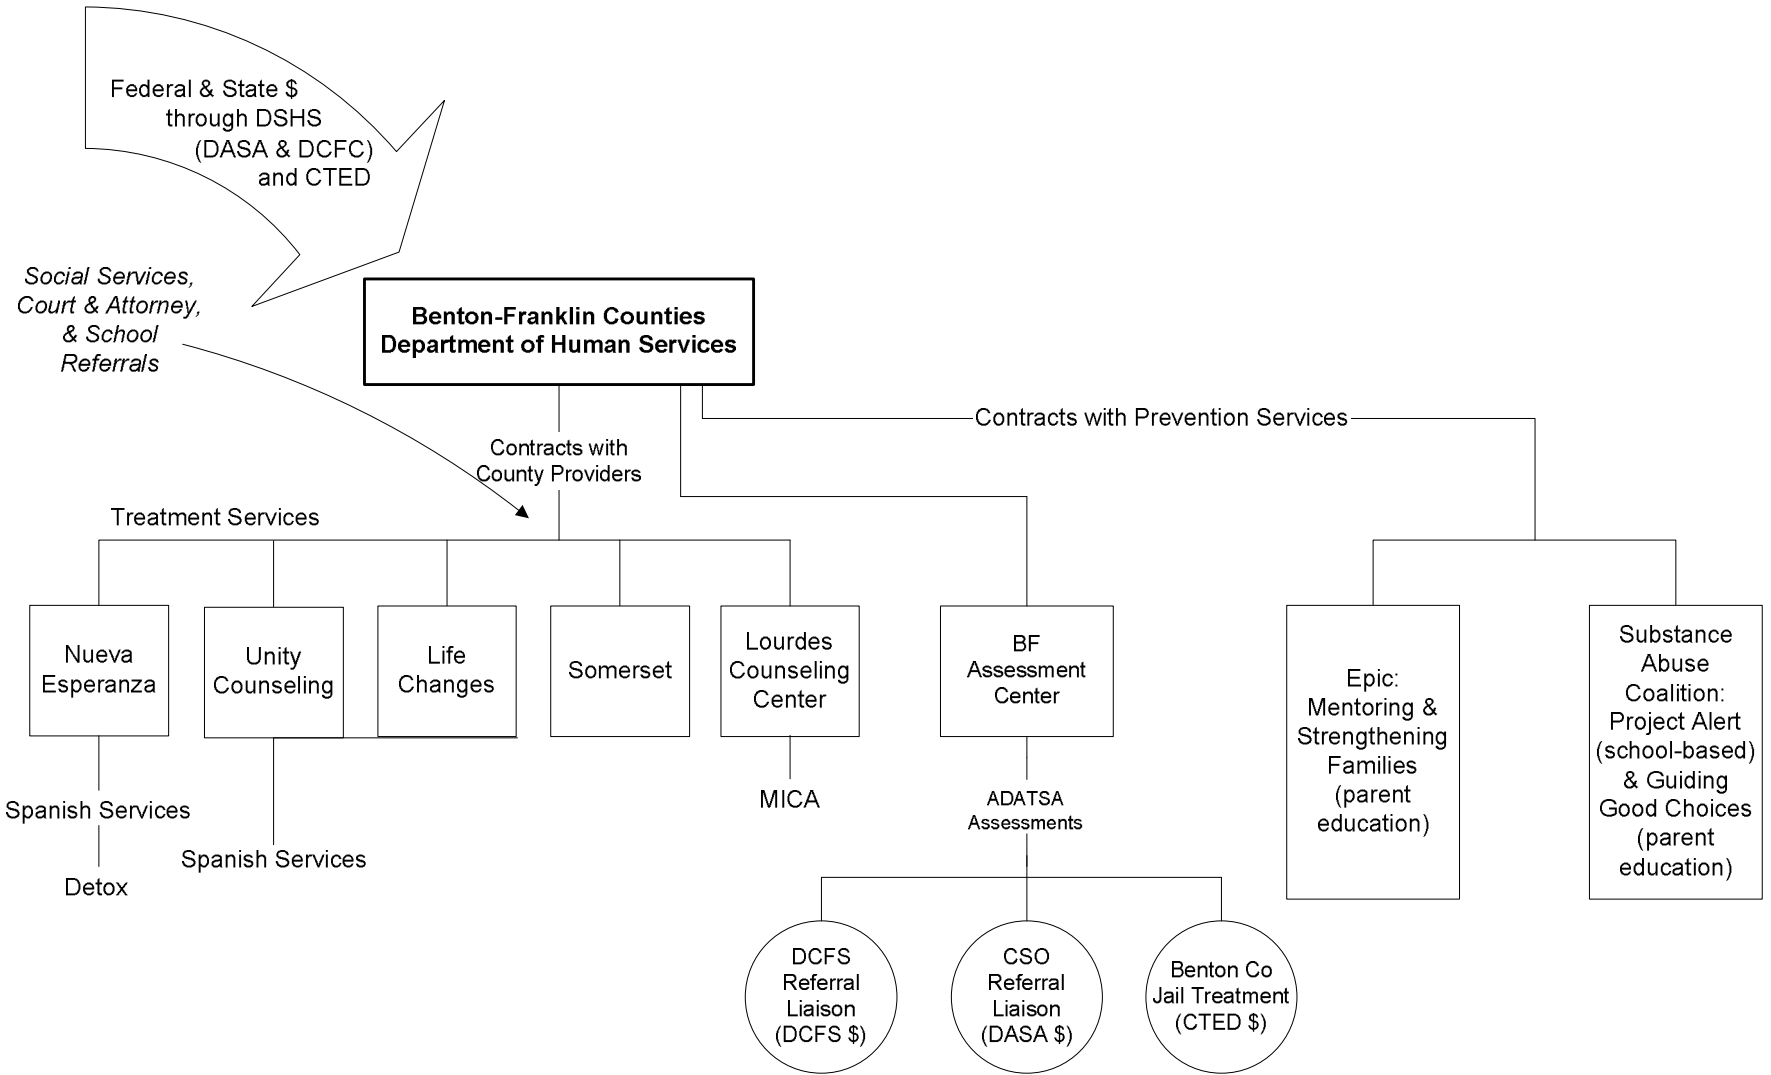 Federal & State $
through DSHS
(DASA & DCFC)
and CTED
Social Services,
Court & Attorney,
& School
Referrals
Benton-Franklin Counties
Department of Human Services
Contracts with
County Providers
Contracts with Prevention Services
Treatment Services
Nueva
Esperanza
Unity
Counseling
Life
Changes
Somerset
Lourdes
Counseling
Center
BF
Assessment
Center
Epic:
Mentoring &
Strengthening
Families
(parent
education)
Substance
Abuse
Coalition:
Project Alert
(school-based)
& Guiding
Good Choices
(parent
education)
Spanish Services
Detox
Spanish Services
MICA
ADATSA
Assessments
DCFS
Referral
Liaison
(DCFS $)
CSO
Referral
Liaison
(DASA $)
Benton Co
Jail Treatment
(CTED $)